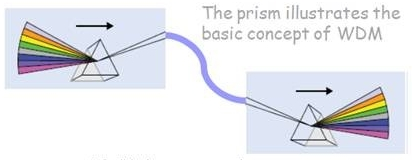 The prism illustrates the
basic concept of WDM